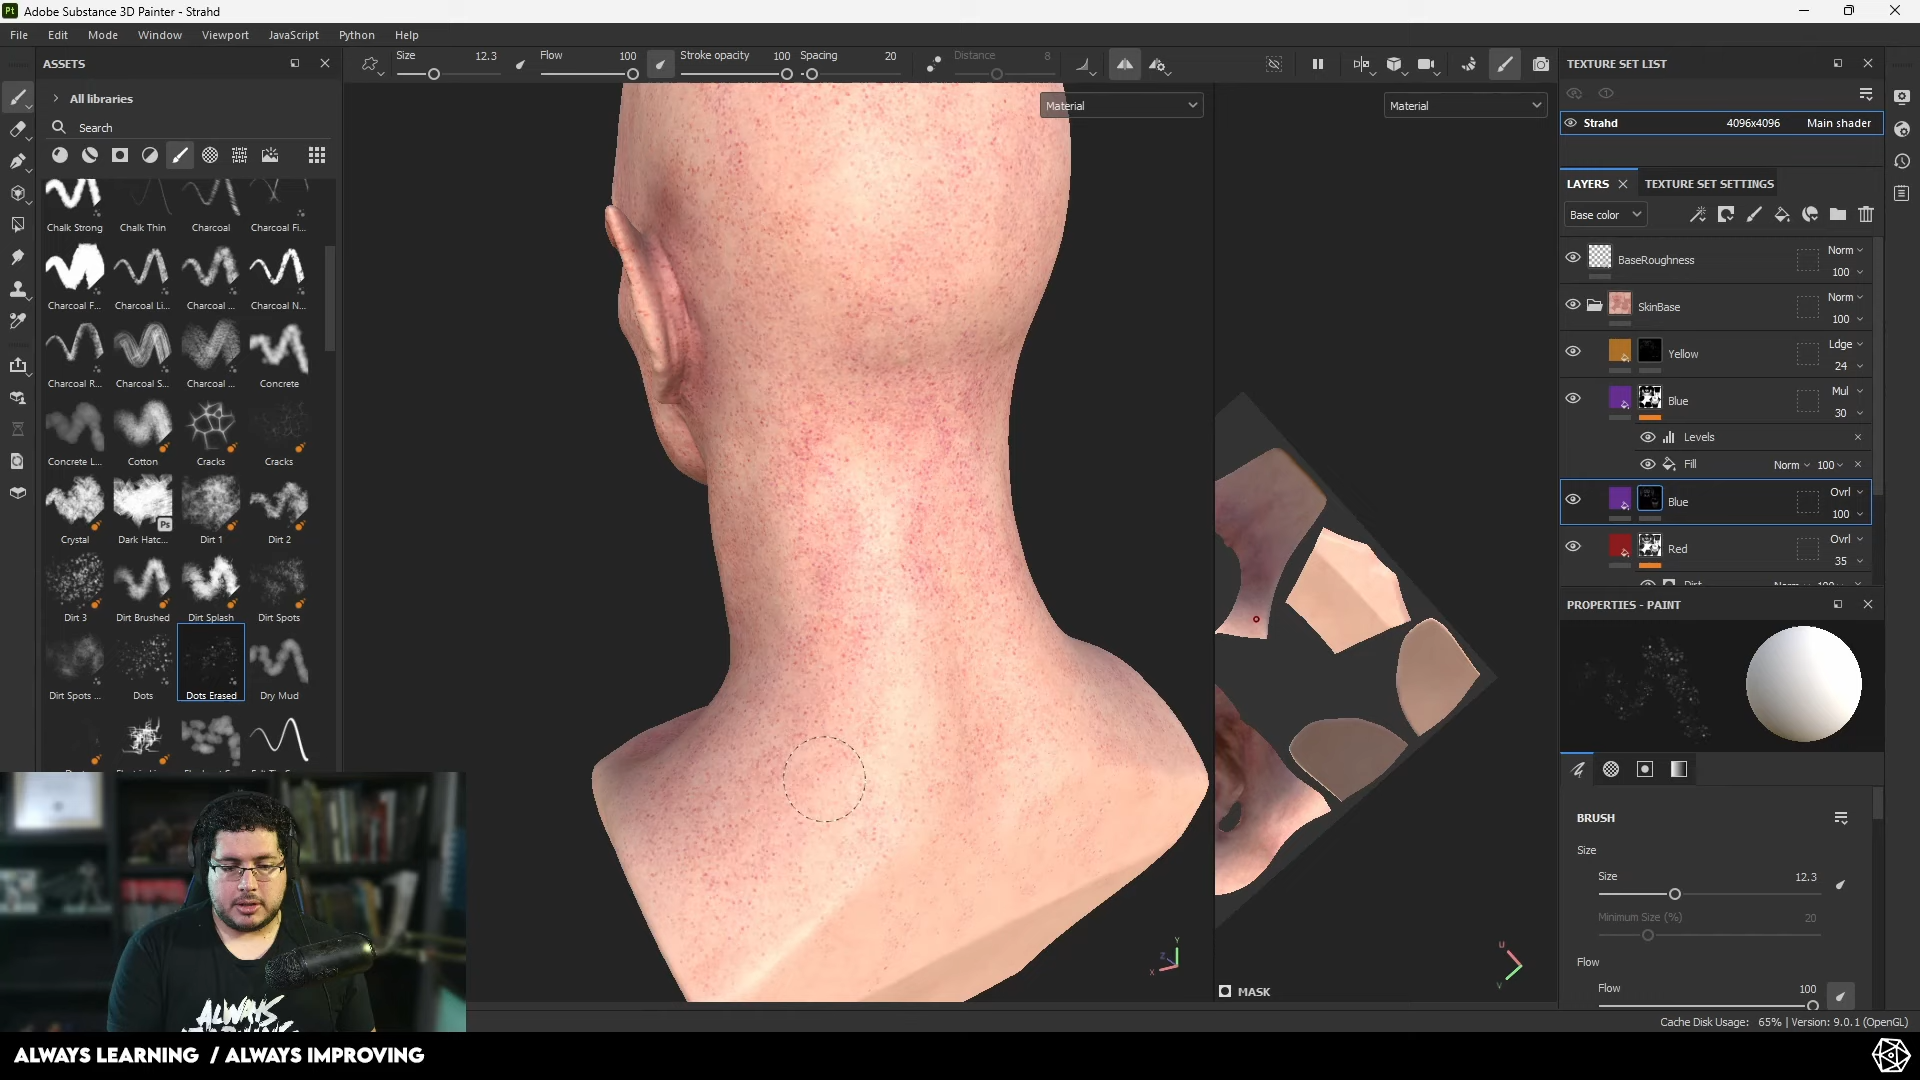 Adobe Substance 3D Painter - Strahd
File Edit Mode Window Viewport JavaScript Python Help
ASSETS
Size 12.3 Flow 100 Stroke opacity 100 Spacing 20 Distance 8
TEXTURE SET LIST
All libraries
Search
Material
Material
Strahd 4096x4096 Main shader
LAYERS TEXTURE SET SETTINGS
Base color
Chalk Strong Chalk Thin Charcoal Charcoal Fi...
Charcoal F... Charcoal Li... Charcoal ... Charcoal N...
Charcoal R... Charcoal S... Charcoal ... Concrete
Concrete L... Cotton Cracks Cracks
Crystal Dark Hatc... Dirt 1 Dirt 2
Ps
Dirt 3 Dirt Brushed Dirt Splash Dirt Spots
Dirt Spots ... Dots Dots Erased Dry Mud
BaseRoughness Norm
100
SkinBase Norm
100
Yellow Ldge
24
Blue Mul
30
Levels
Fill Norm 100
Blue Ovrl
100
Red Ovrl
35
PROPERTIES - PAINT
BRUSH
Size
Size 12.3
Minimum Size (%) 20
Flow
Flow 100
MASK
Cache Disk Usage: 65% | Version: 9.0.1 (OpenGL)
ALWAYS
ALWAYS LEARNING / ALWAYS IMPROVING